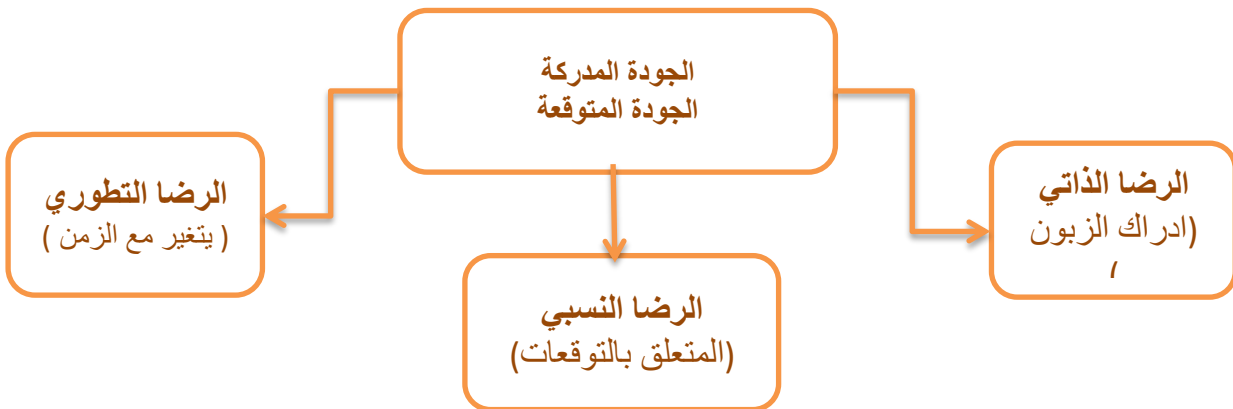 الجودة المدركة
الجودة المتوقعة
الرضا الذاتي
(ادراك الزبون
الرضا النسبي
(المتعلق بالتوقعات)
الرضا التطوري
( يتغير مع الزمن )